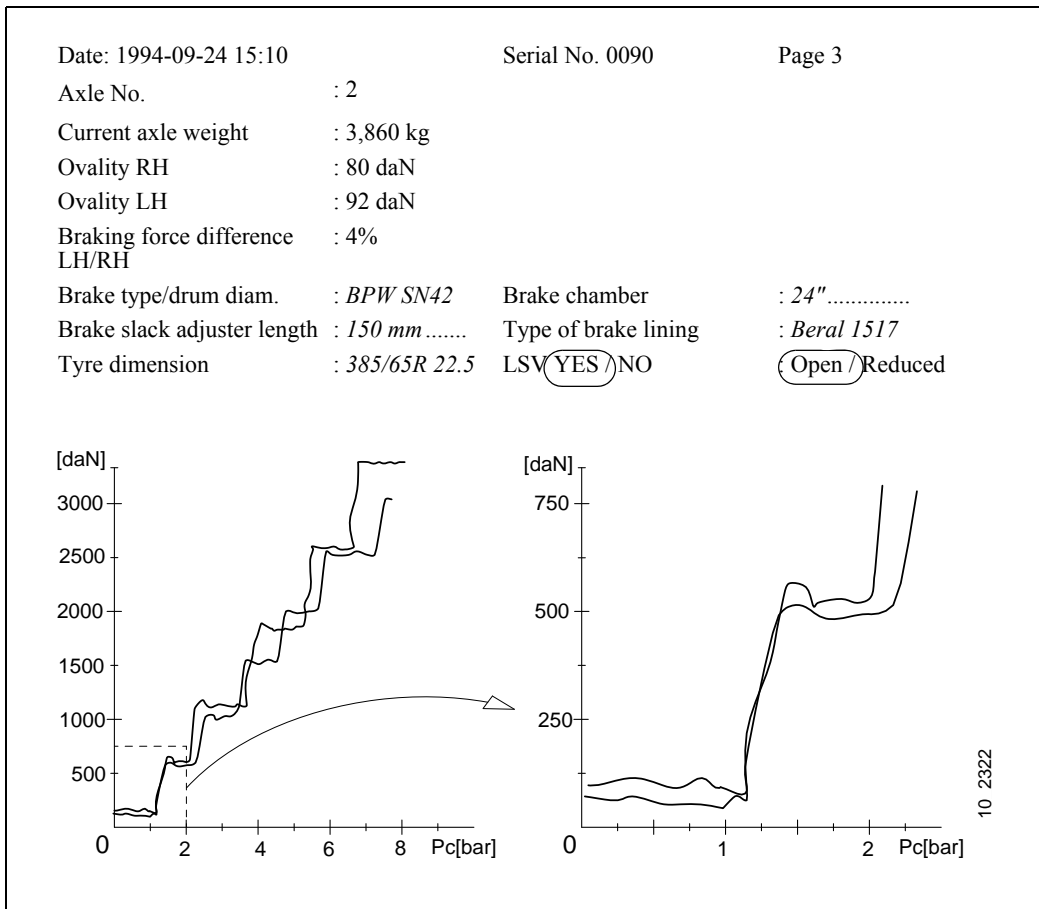 Date: 1994-09-24 15:10 Serial No. 0090 Page 3
Axle No. : 2
Current axle weight : 3,860 kg
Ovality RH : 80 daN
Ovality LH : 92 daN
Braking force difference : 4%
LH/RH
Brake type/drum diam. : BPW SN42 Brake chamber : 24"..............
Brake slack adjuster length : 150 mm ....... Type of brake lining : Beral 1517
Tyre dimension : 385/65R 22.5 LSV YES / NO : Open / Reduced
[daN]
3000
2500
2000
1500
1000
500
0 2 4 6 8 Pc[bar]
[daN]
750
500
250
0 1 2 Pc[bar]
10 2322